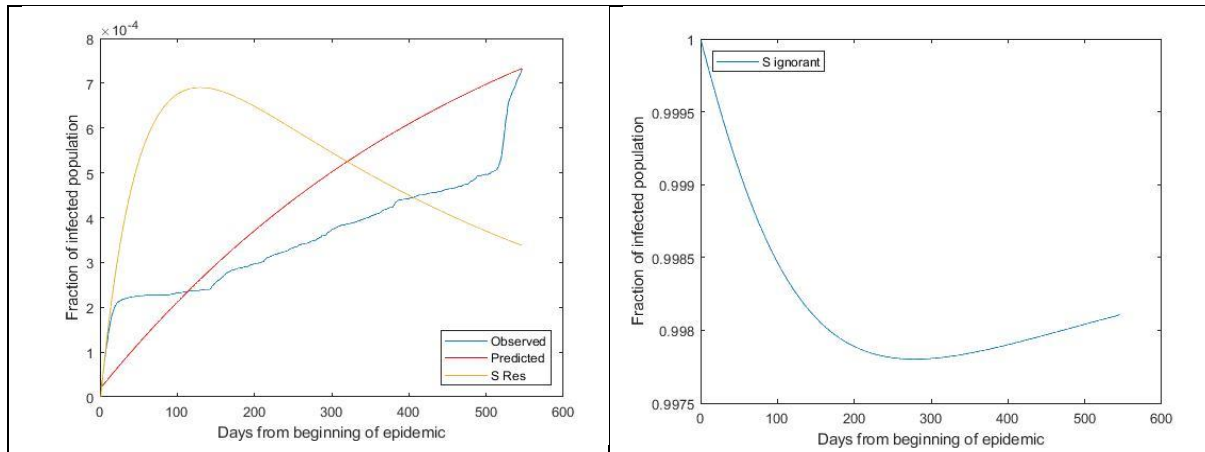 ×10⁻⁴
8
7
6
5
4
3
2
1
0
Fraction of infected population
Observed
Predicted
S Res
0 100 200 300 400 500 600
Days from beginning of epidemic
1
0.9995
0.999
0.9985
0.998
0.9975
Fraction of infected population
S ignorant
0 100 200 300 400 500 600
Days from beginning of epidemic